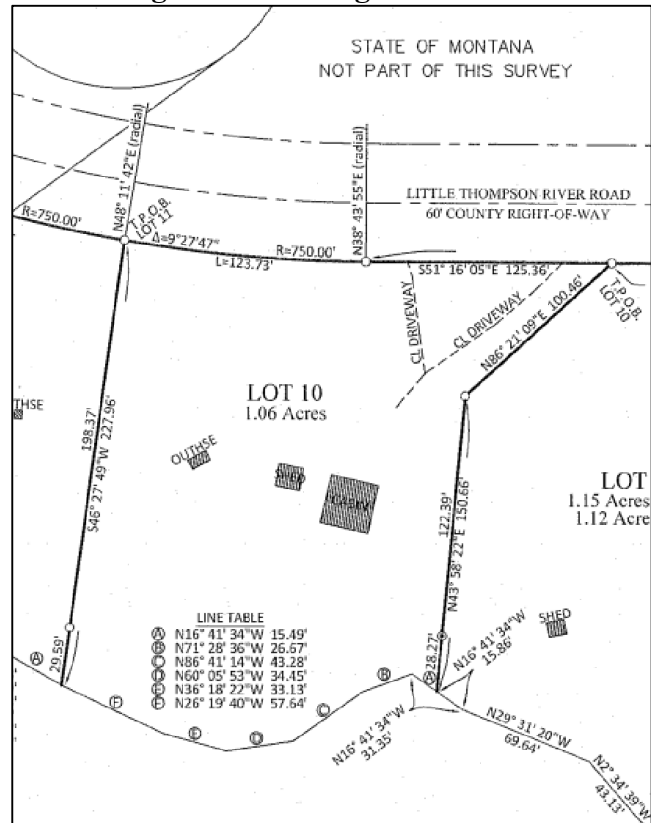 STATE OF MONTANA
NOT PART OF THIS SURVEY
N48° 11' 42"E (radial)
N38° 43' 55"E (radial)
LITTLE THOMPSON RIVER ROAD
60' COUNTY RIGHT-OF-WAY
R=750.00'
T.P.O.B.
LOT 11
Δ=9°27'47"
R=750.00'
L=123.73'
S51° 16' 05"E 125.36'
T.P.O.B.
LOT 10
CL DRIVEWAY
CL DRIVEWAY
N86° 21' 09"E 100.46'
LOT 10
1.06 Acres
THSE
OUTHSE
SHED
198.37'
S46° 27' 49"W 227.96'
122.39'
N43° 58' 22"E 150.66'
LOT
1.15 Acres
1.12 Acre
SHED
29.59'
28.27'
LINE TABLE
A N16° 41' 34"W 15.49'
B N71° 28' 36"W 26.67'
C N86° 41' 14"W 43.28'
D N60° 05' 53"W 34.45'
E N36° 18' 22"W 33.13'
F N26° 19' 40"W 57.64'
A
F
E
D
C
B
A
N16° 41' 34"W
15.86'
N16° 41' 34"W
31.35'
N29° 31' 20"W
69.64'
N2° 34' 39"W
43.13'